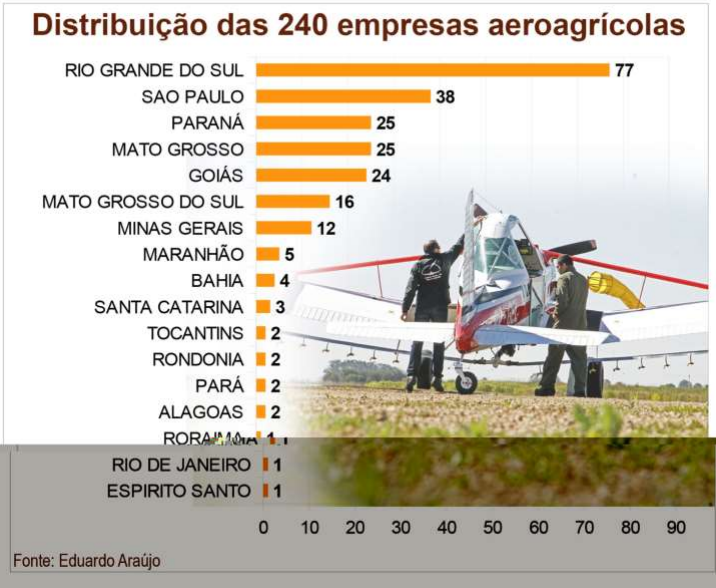 Distribuição das 240 empresas aeroagrícolas
RIO GRANDE DO SUL 77
SAO PAULO 38
PARANÁ 25
MATO GROSSO 25
GOIÁS 24
MATO GROSSO DO SUL 16
MINAS GERAIS 12
MARANHÃO 5
BAHIA 4
SANTA CATARINA 3
TOCANTINS 2
RONDONIA 2
PARÁ 2
ALAGOAS 2
RORAIMA 1
RIO DE JANEIRO 1
ESPIRITO SANTO 1
0 10 20 30 40 50 60 70 80 90
Fonte: Eduardo Araújo